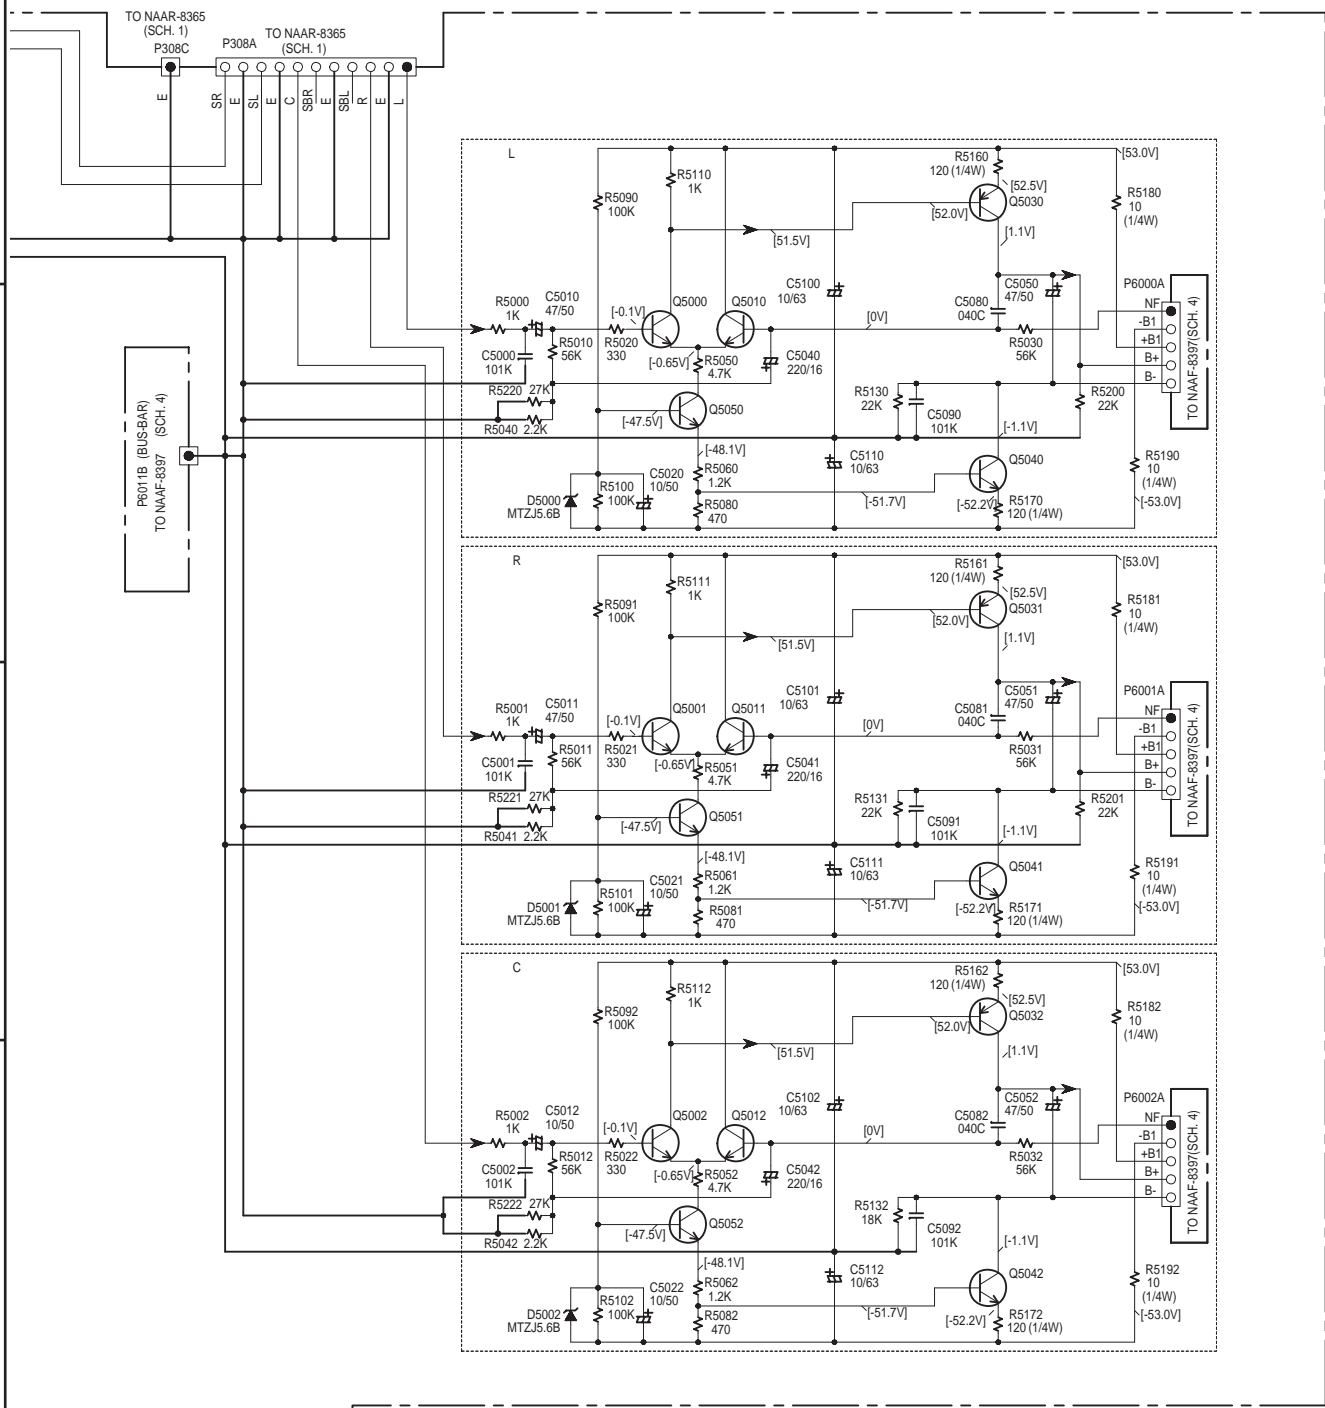 TO NAAR-8365
(SCH. 1)
P308C
P308A
TO NAAR-8365
(SCH. 1)
E
SR
E
SL
E
C
SBR
E
SBL
R
E
L
P6011B (BUS-BAR)
TO NAAF-8397 (SCH. 4)
L
R5090
100K
R5110
1K
R5160
120 (1/4W)
[53.0V]
[52.5V]
Q5030
[52.0V]
R5180
10
(1/4W)
[51.5V]
[1.1V]
C5100
10/63
C5050
47/50
C5080
040C
P6000A
NF
-B1
+B1
B+
B-
TO NAAF-8397(SCH. 4)
R5000
1K
C5010
47/50
[-0.1V]
Q5000
Q5010
[0V]
R5010
56K
R5020
330
C5000
101K
[-0.65V]
R5050
4.7K
C5040
220/16
R5030
56K
R5220 27K
R5040 2.2K
[-47.5V]
Q5050
R5130
22K
C5090
101K
R5200
22K
[-1.1V]
[-48.1V]
R5060
1.2K
C5110
10/63
Q5040
R5190
10
(1/4W)
[-53.0V]
D5000
MTZJ5.6B
R5100
100K
C5020
10/50
R5080
470
[-51.7V]
[-52.2V]
R5170
120 (1/4W)
R
R5091
100K
R5111
1K
R5161
120 (1/4W)
[53.0V]
[52.5V]
Q5031
[52.0V]
R5181
10
(1/4W)
[51.5V]
[1.1V]
C5101
10/63
C5051
47/50
C5081
040C
P6001A
NF
-B1
+B1
B+
B-
TO NAAF-8397(SCH. 4)
R5001
1K
C5011
47/50
[-0.1V]
Q5001
Q5011
[0V]
R5011
56K
R5021
330
C5001
101K
[-0.65V]
R5051
4.7K
C5041
220/16
R5031
56K
R5221 27K
R5041 2.2K
[-47.5V]
Q5051
R5131
22K
C5091
101K
R5201
22K
[-1.1V]
[-48.1V]
R5061
1.2K
C5111
10/63
Q5041
R5191
10
(1/4W)
[-53.0V]
D5001
MTZJ5.6B
R5101
100K
C5021
10/50
R5081
470
[-51.7V]
[-52.2V]
R5171
120 (1/4W)
C
R5092
100K
R5112
1K
R5162
120 (1/4W)
[53.0V]
[52.5V]
Q5032
[52.0V]
R5182
10
(1/4W)
[51.5V]
[1.1V]
C5102
10/63
C5052
47/50
C5082
040C
P6002A
NF
-B1
+B1
B+
B-
TO NAAF-8397(SCH. 4)
R5002
1K
C5012
10/50
[-0.1V]
Q5002
Q5012
[0V]
R5012
56K
R5022
330
C5002
101K
[-0.65V]
R5052
4.7K
C5042
220/16
R5032
56K
R5222 27K
R5042 2.2K
[-47.5V]
Q5052
R5132
18K
C5092
101K
[-1.1V]
[-48.1V]
R5062
1.2K
C5112
10/63
Q5042
R5192
10
(1/4W)
[-53.0V]
D5002
MTZJ5.6B
R5102
100K
C5022
10/50
R5082
470
[-51.7V]
[-52.2V]
R5172
120 (1/4W)